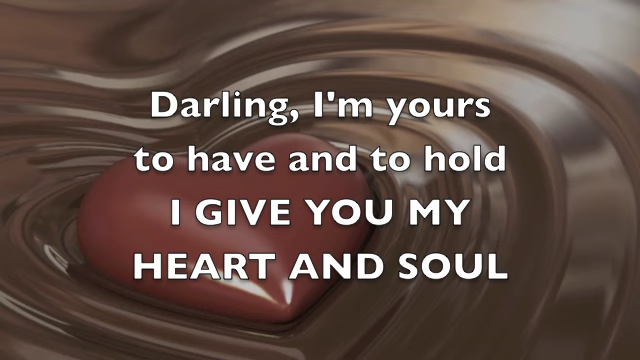 Darling, I'm yours
to have and to hold
I GIVE YOU MY
HEART AND SOUL